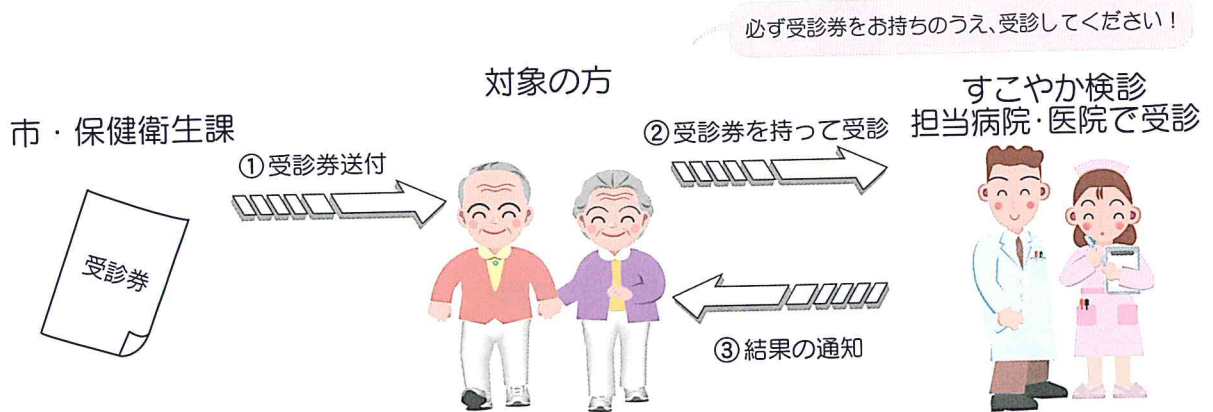 必ず受診券をお持ちのうえ、受診してください！
対象の方
すこやか検診
担当病院・医院で受診
市・保健衛生課
①受診券送付
②受診券を持って受診
受診券
③結果の通知